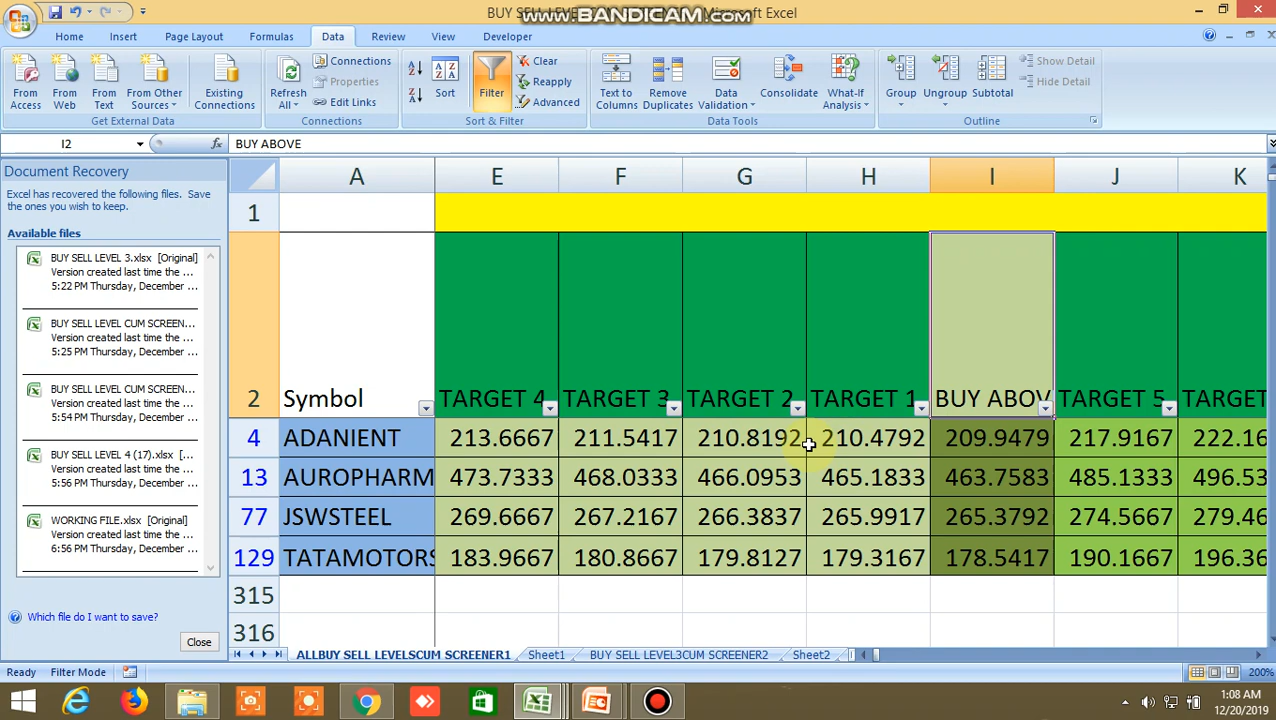 BUY SELL LEVEL
Microsoft Excel
www.BANDICAM.com
Home
Insert
Page Layout
Formulas
Data
Review
View
Developer
From Access
From Web
From Text
From Other Sources
Existing Connections
Get External Data
Refresh All
Connections
Properties
Edit Links
Connections
Sort
Filter
Clear
Reapply
Advanced
Sort & Filter
Text to Columns
Remove Duplicates
Data Validation
Consolidate
What-If Analysis
Data Tools
Group
Ungroup
Subtotal
Show Detail
Hide Detail
Outline
I2
fx
BUY ABOVE
Document Recovery
Excel has recovered the following files. Save
the ones you wish to keep.
Available files
BUY SELL LEVEL 3.xlsx [Original]
Version created last time the ...
5:22 PM Thursday, December ...
BUY SELL LEVEL CUM SCREEN...
Version created last time the ...
5:25 PM Thursday, December ...
BUY SELL LEVEL CUM SCREEN...
Version created last time the ...
5:54 PM Thursday, December ...
BUY SELL LEVEL 4 (17).xlsx [...
Version created last time the ...
5:57 PM Thursday, December ...
WORKING FILE.xlsx [Original]
6:56 PM Thursday, December ...
Which file do I want to save?
Close
A E F G H I J K
1
2 Symbol TARGET 4 TARGET 3 TARGET 2 TARGET 1 BUY ABOV TARGET 5 TARGET
4 ADANIENT 213.6667 211.5417 210.8192 210.4792 209.9479 217.9167 222.16
13 AUROPHARM 473.7333 468.0333 466.0953 465.1833 463.7583 485.1333 496.53
77 JSWSTEEL 269.6667 267.2167 266.3837 265.9917 265.3792 274.5667 279.46
129 TATAMOTORS 183.9667 180.8667 179.8127 179.3167 178.5417 190.1667 196.36
315
316
ALLBUY SELL LEVELSCUM SCREENER1
Sheet1
BUY SELL LEVEL3CUM SCREENER2
Sheet2
Ready
Filter Mode
200%
1:08 AM
12/20/2019